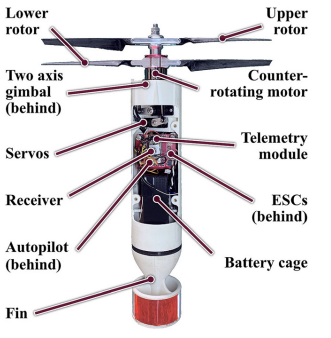 Lower
rotor
Upper
rotor
Two axis
gimbal
(behind)
Counter-
rotating motor
Servos
Telemetry
module
Receiver
ESCs
(behind)
Autopilot
(behind)
Battery cage
Fin